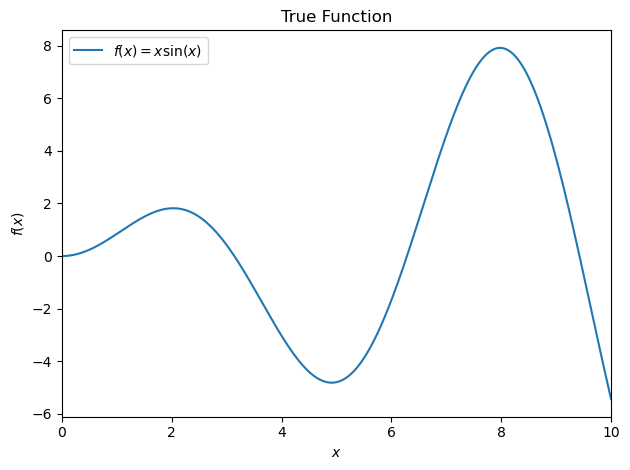 True Function
f(x) = x sin(x)
8
6
4
2
0
−2
−4
−6
f(x)
0 2 4 6 8 10
x